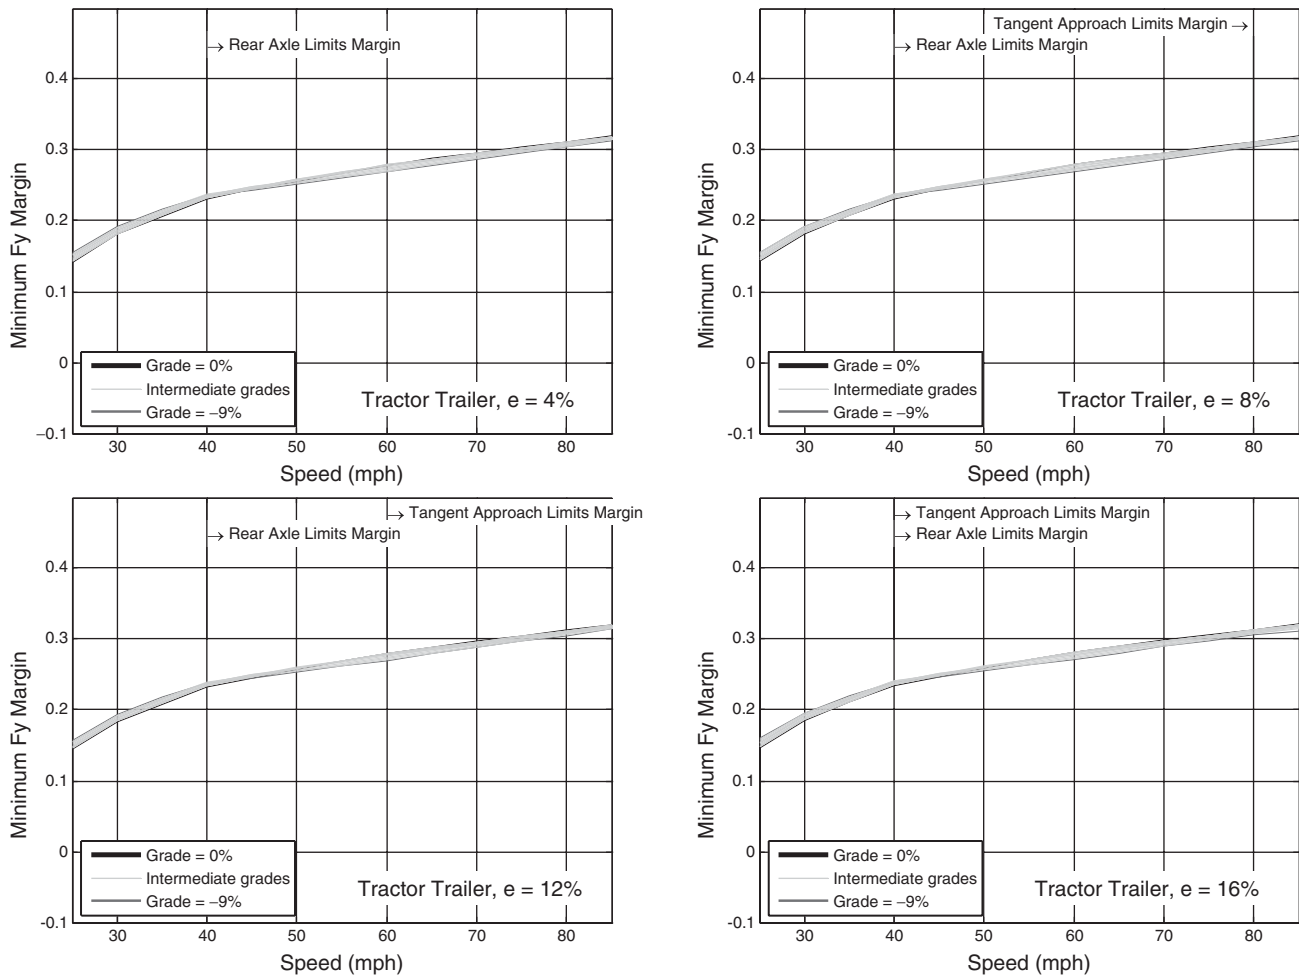 → Rear Axle Limits Margin
0.4
0.3
0.2
0.1
0
–0.1
Minimum Fy Margin
Grade = 0%
Intermediate grades
Grade = –9%
Tractor Trailer, e = 4%
30 40 50 60 70 80
Speed (mph)
Tangent Approach Limits Margin →
→ Rear Axle Limits Margin
0.4
0.3
0.2
0.1
0
-0.1
Minimum Fy Margin
Grade = 0%
Intermediate grades
Grade = –9%
Tractor Trailer, e = 8%
30 40 50 60 70 80
Speed (mph)
→ Tangent Approach Limits Margin
→ Rear Axle Limits Margin
0.4
0.3
0.2
0.1
0
-0.1
Minimum Fy Margin
Grade = 0%
Intermediate grades
Grade = –9%
Tractor Trailer, e = 12%
30 40 50 60 70 80
Speed (mph)
→ Tangent Approach Limits Margin
→ Rear Axle Limits Margin
0.4
0.3
0.2
0.1
0
-0.1
Minimum Fy Margin
Grade = 0%
Intermediate grades
Grade = –9%
Tractor Trailer, e = 16%
30 40 50 60 70 80
Speed (mph)